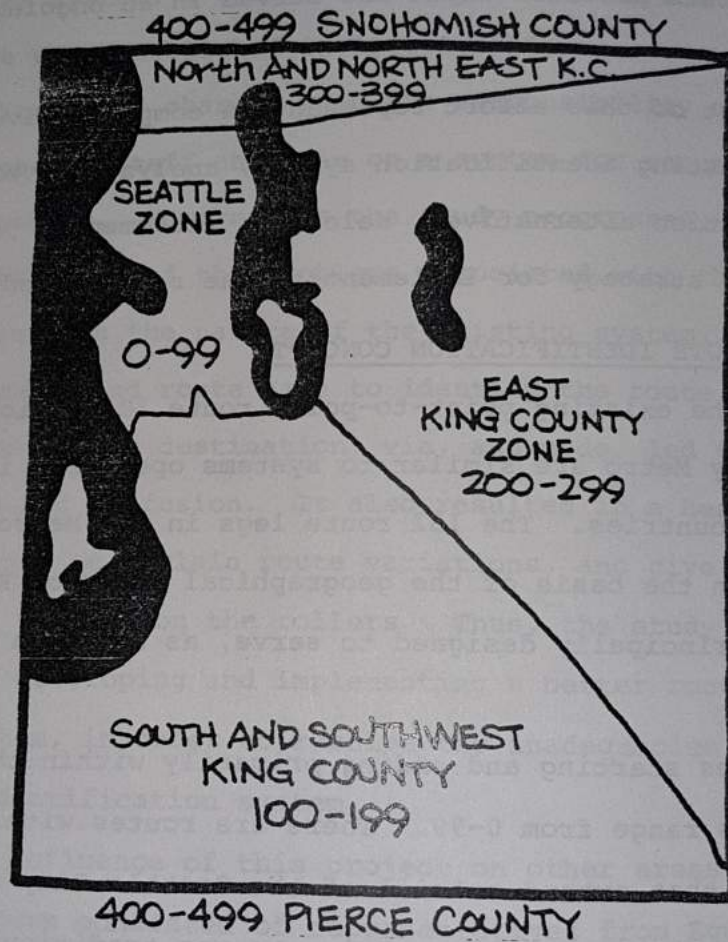 400-499 SNOHOMISH COUNTY
North AND NORTH EAST K.C.
300-399
SEATTLE
ZONE
0-99
EAST
KING COUNTY
ZONE
200-299
SOUTH AND SOUTHWEST
KING COUNTY
100-199
400-499 PIERCE COUNTY